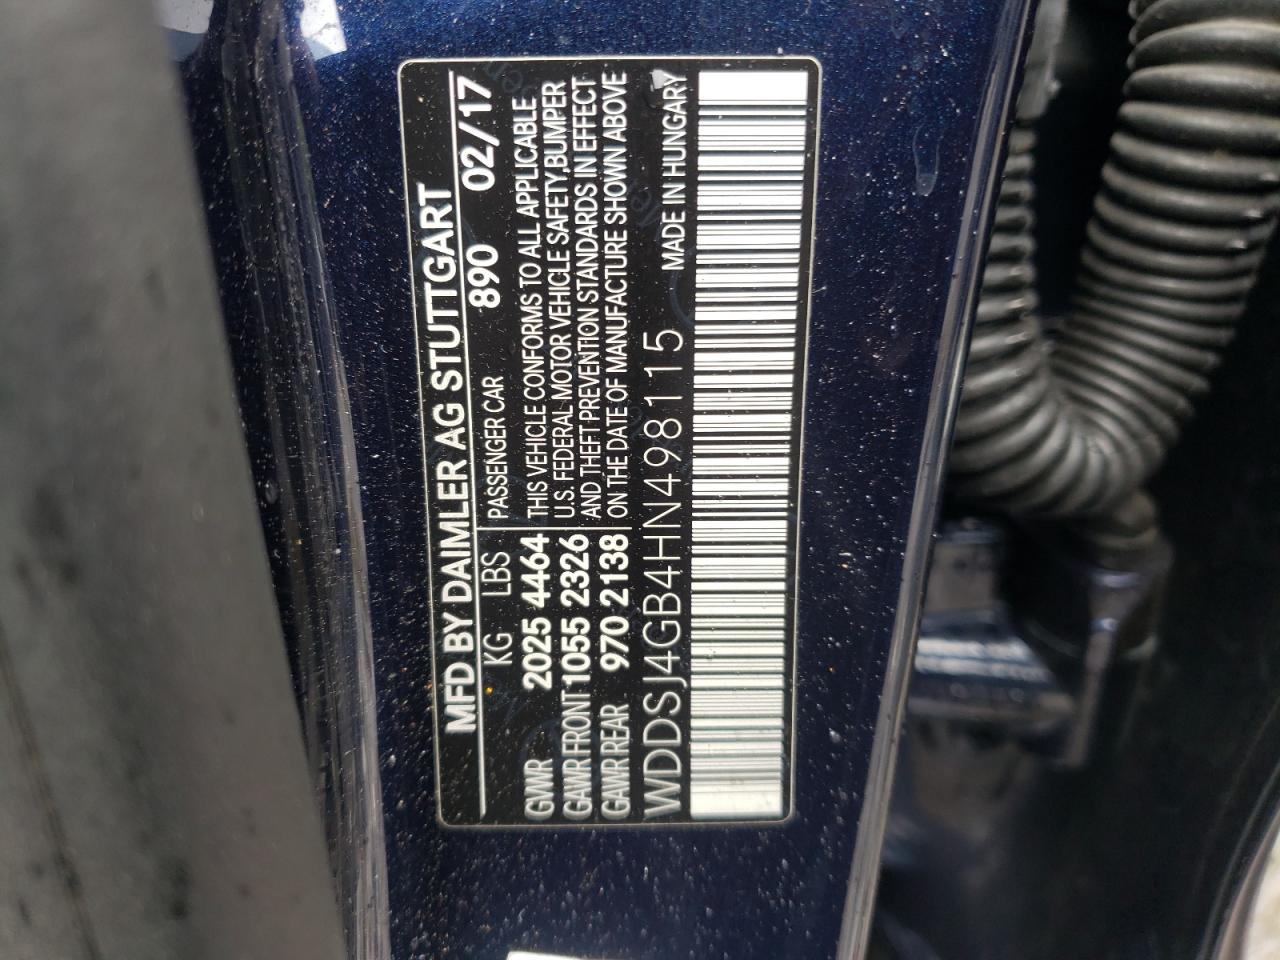 MFD BY DAIMLER AG STUTTGART
KG LBS PASSENGER CAR 890 02/17
GVWR 2025 4464 THIS VEHICLE CONFORMS TO ALL APPLICABLE
GAWR FRONT 1055 2326 U.S. FEDERAL MOTOR VEHICLE SAFETY,BUMPER
GAWR REAR 970 2138 AND THEFT PREVENTION STANDARDS IN EFFECT
ON THE DATE OF MANUFACTURE SHOWN ABOVE
WDDSJ4GB4HN498115 MADE IN HUNGARY